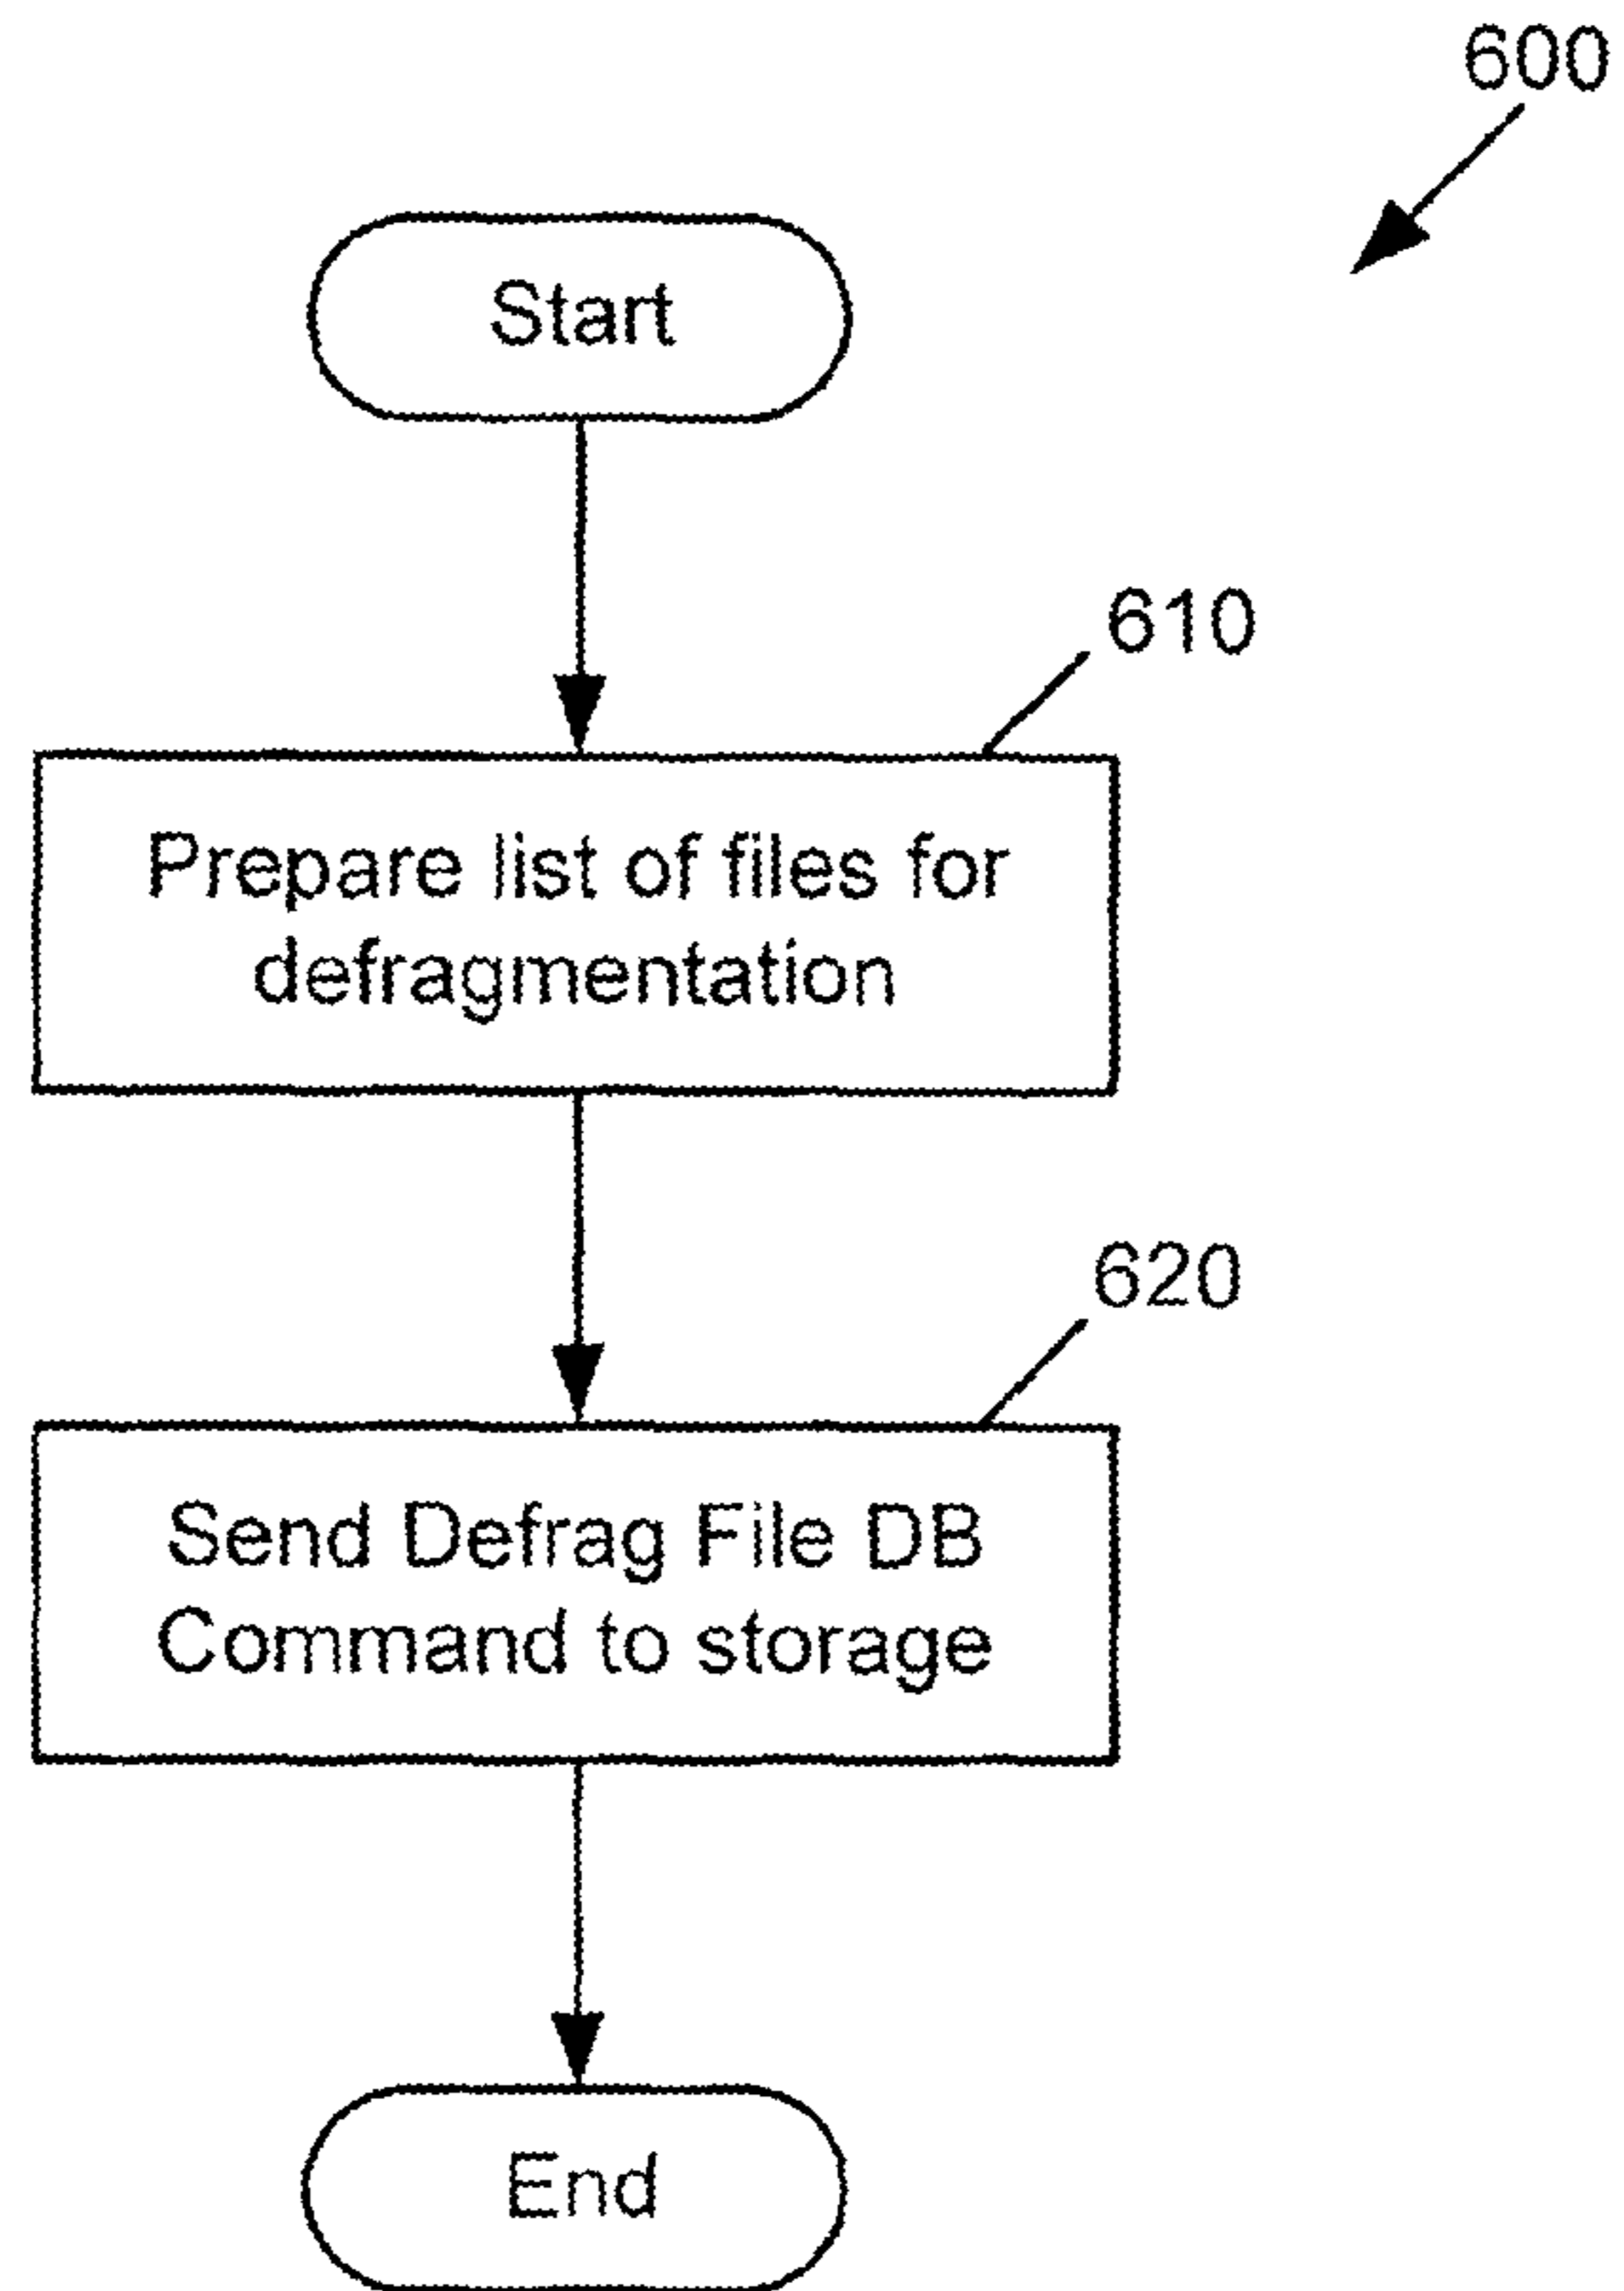 600
Start
610
Prepare list of files for
defragmentation
620
Send Defrag File DB
Command to storage
End